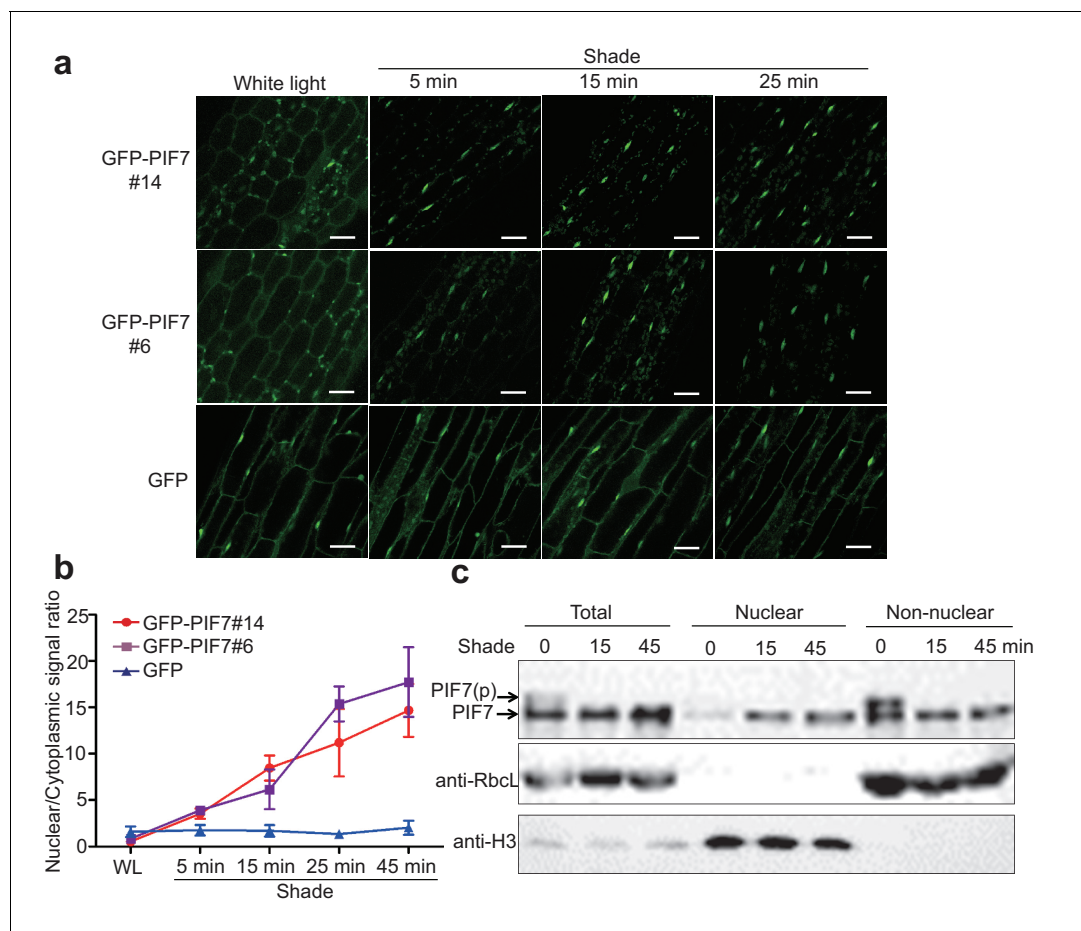 a
Shade
White light 5 min 15 min 25 min
GFP-PIF7
#14
GFP-PIF7
#6
GFP
b
Nuclear/Cytoplasmic signal ratio
25
20
15
10
5
0
GFP-PIF7#14
GFP-PIF7#6
GFP
WL 5 min 15 min 25 min 45 min
Shade
c
Total Nuclear Non-nuclear
Shade 0 15 45 0 15 45 0 15 45 min
PIF7(p)
PIF7
anti-RbcL
anti-H3